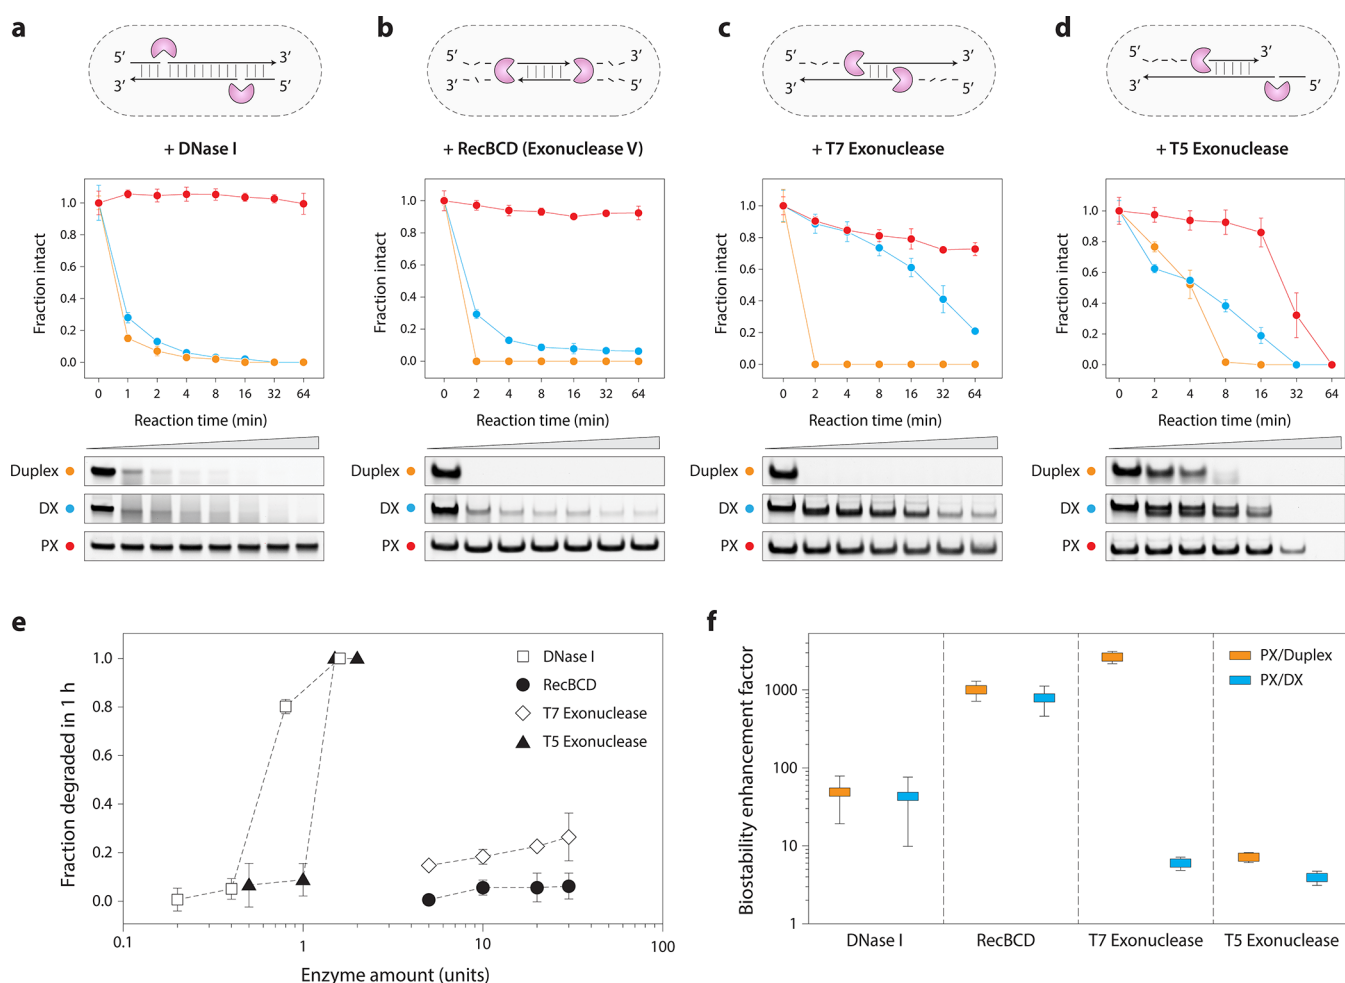 a
5′ 3′
3′ 5′
+ DNase I
Fraction intact
1.0
0.8
0.6
0.4
0.2
0.0
0 1 2 4 8 16 32 64
Reaction time (min)
Duplex
DX
PX
b
5′ 3′
3′ 5′
+ RecBCD (Exonuclease V)
Fraction intact
1.0
0.8
0.6
0.4
0.2
0.0
0 2 4 8 16 32 64
Reaction time (min)
Duplex
DX
PX
c
5′ 3′
3′ 5′
+ T7 Exonuclease
Fraction intact
1.0
0.8
0.6
0.4
0.2
0.0
0 2 4 8 16 32 64
Reaction time (min)
Duplex
DX
PX
d
5′ 3′
3′ 5′
+ T5 Exonuclease
Fraction intact
1.0
0.8
0.6
0.4
0.2
0.0
0 2 4 8 16 32 64
Reaction time (min)
Duplex
DX
PX
e
Fraction degraded in 1 h
1.0
0.8
0.6
0.4
0.2
0.0
0.1 1 10 100
Enzyme amount (units)
DNase I
RecBCD
T7 Exonuclease
T5 Exonuclease
f
Biostability enhancement factor
1000
100
10
1
PX/Duplex
PX/DX
DNase I RecBCD T7 Exonuclease T5 Exonuclease